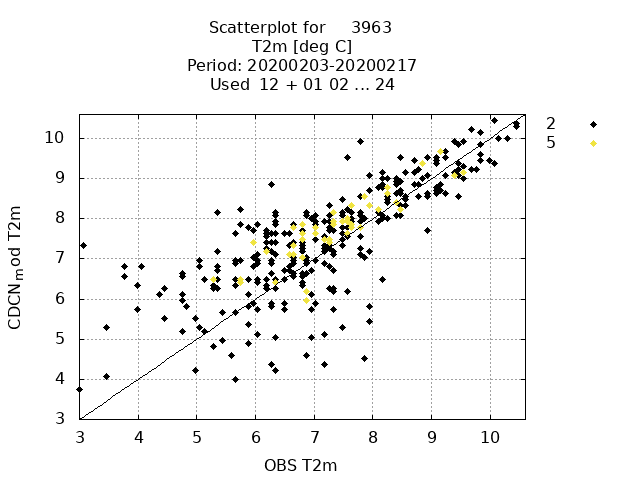 Scatterplot for 3963
T2m [deg C]
Period: 20200203-20200217
Used 12 + 01 02 ... 24
2
5
10
9
8
7
6
5
4
3
CDCNmod T2m
3 4 5 6 7 8 9 10
OBS T2m